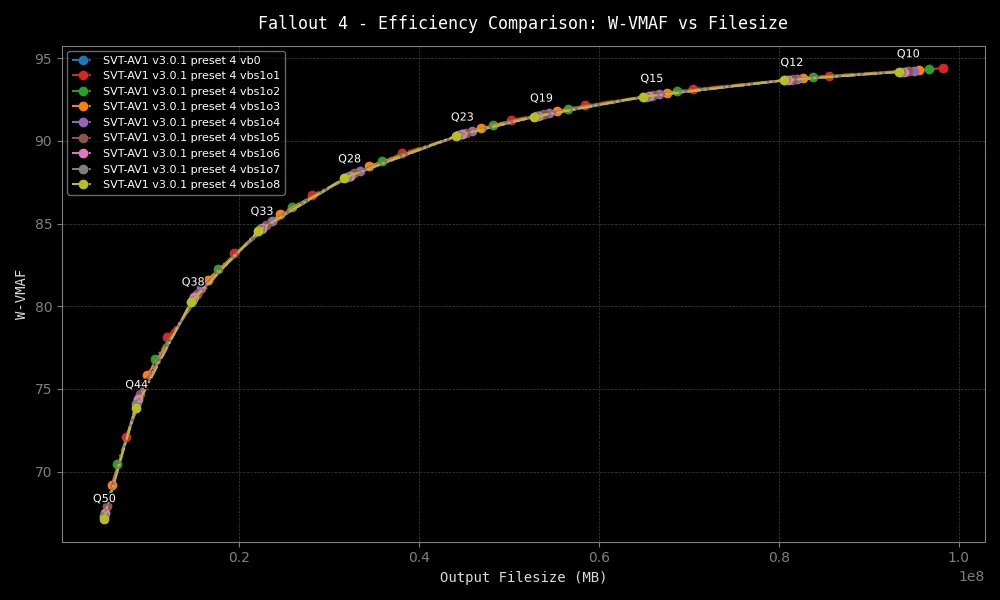 Fallout 4 - Efficiency Comparison: W-VMAF vs Filesize
SVT-AV1 v3.0.1 preset 4 vb0
SVT-AV1 v3.0.1 preset 4 vbs1o1
SVT-AV1 v3.0.1 preset 4 vbs1o2
SVT-AV1 v3.0.1 preset 4 vbs1o3
SVT-AV1 v3.0.1 preset 4 vbs1o4
SVT-AV1 v3.0.1 preset 4 vbs1o5
SVT-AV1 v3.0.1 preset 4 vbs1o6
SVT-AV1 v3.0.1 preset 4 vbs1o7
SVT-AV1 v3.0.1 preset 4 vbs1o8
W-VMAF
95
90
85
80
75
70
Q10
Q12
Q15
Q19
Q23
Q28
Q33
Q38
Q44
Q50
0.2
0.4
0.6
0.8
1.0
1e8
Output Filesize (MB)